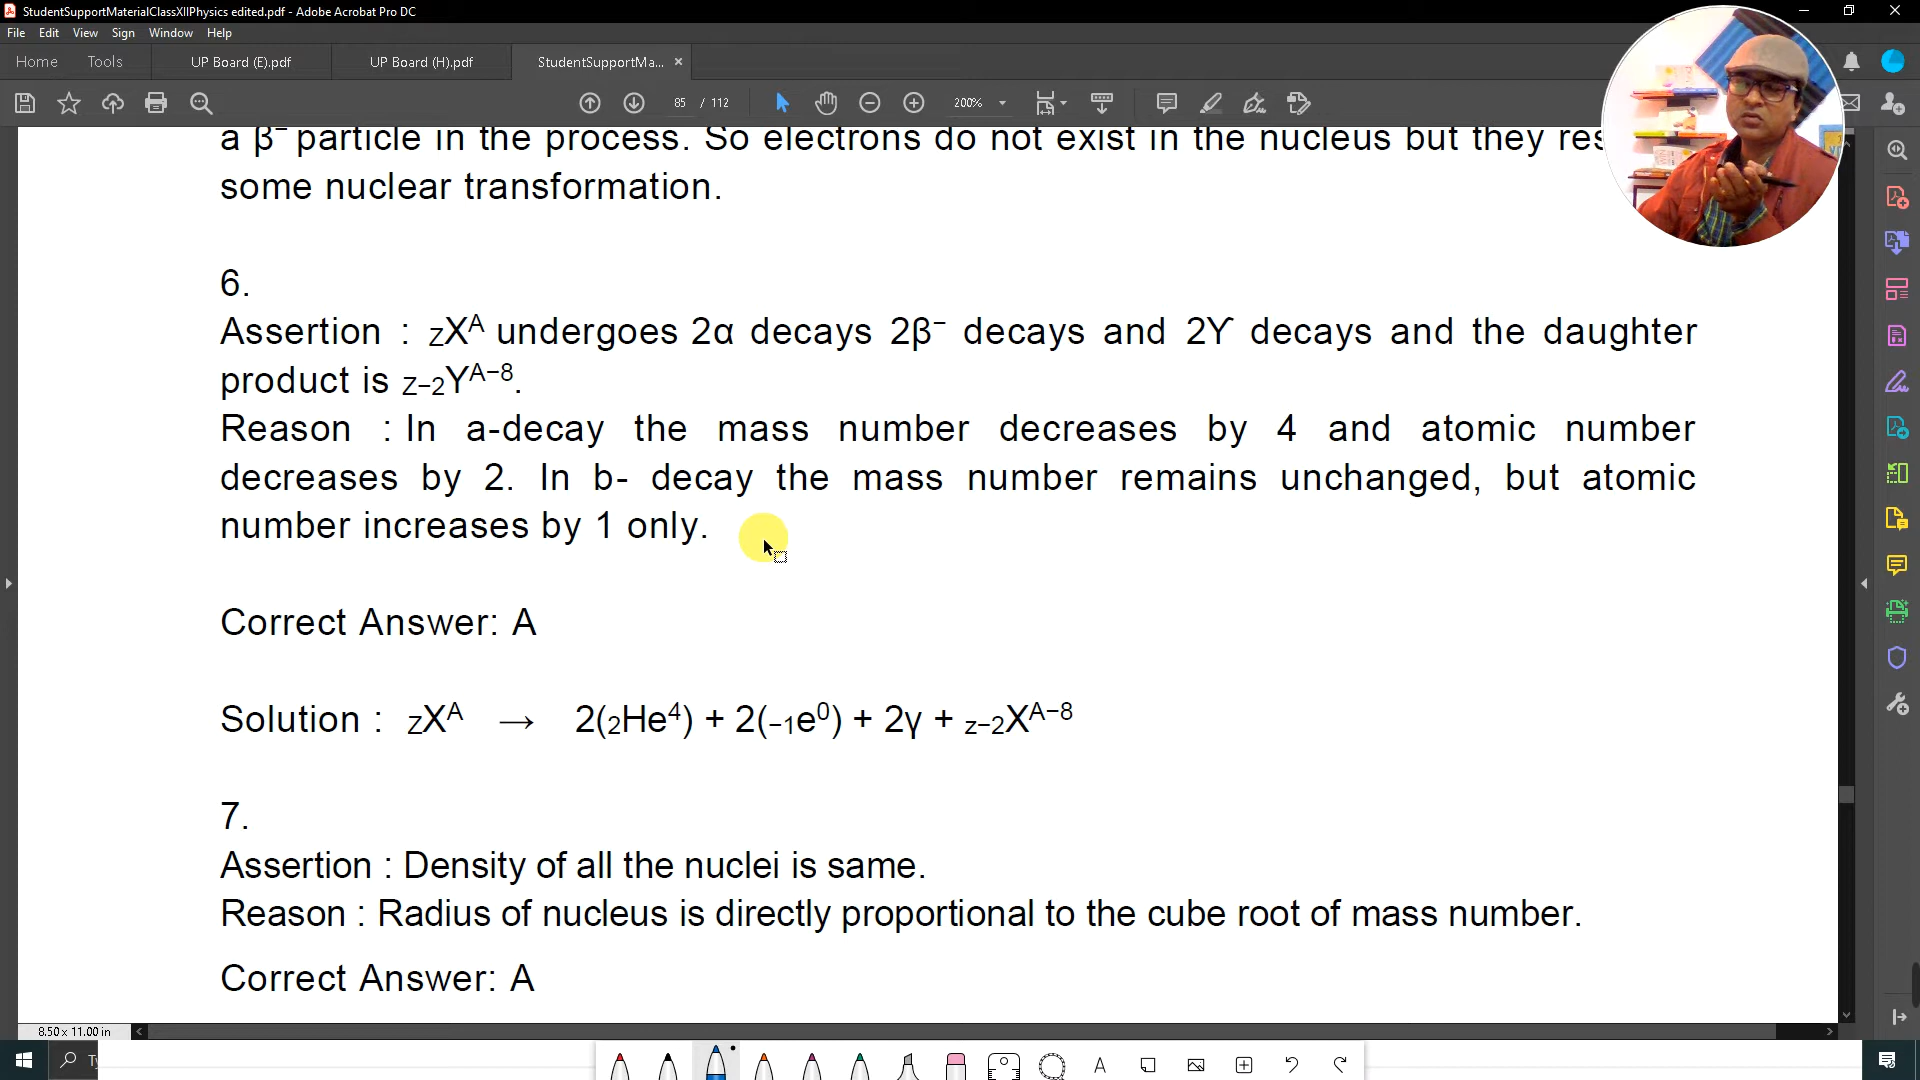 StudentSupportMaterialClassXIIPhysics edited.pdf - Adobe Acrobat Pro DC
File Edit View Sign Window Help
Home Tools UP Board (E).pdf UP Board (H).pdf StudentSupportMa... ×
85 / 112 200%
a β⁻ particle in the process. So electrons do not exist in the nucleus but they res
some nuclear transformation.
6.
Assertion : ZXᴬ undergoes 2α decays 2β⁻ decays and 2ϒ decays and the daughter
product is Z−2Yᴬ⁻⁸.
Reason : In a-decay the mass number decreases by 4 and atomic number
decreases by 2. In b- decay the mass number remains unchanged, but atomic
number increases by 1 only.
Correct Answer: A
Solution : ZXᴬ → 2(₂He⁴) + 2(₋₁e⁰) + 2γ + z−2Xᴬ⁻⁸
7.
Assertion : Density of all the nuclei is same.
Reason : Radius of nucleus is directly proportional to the cube root of mass number.
Correct Answer: A
8.50 x 11.00 in